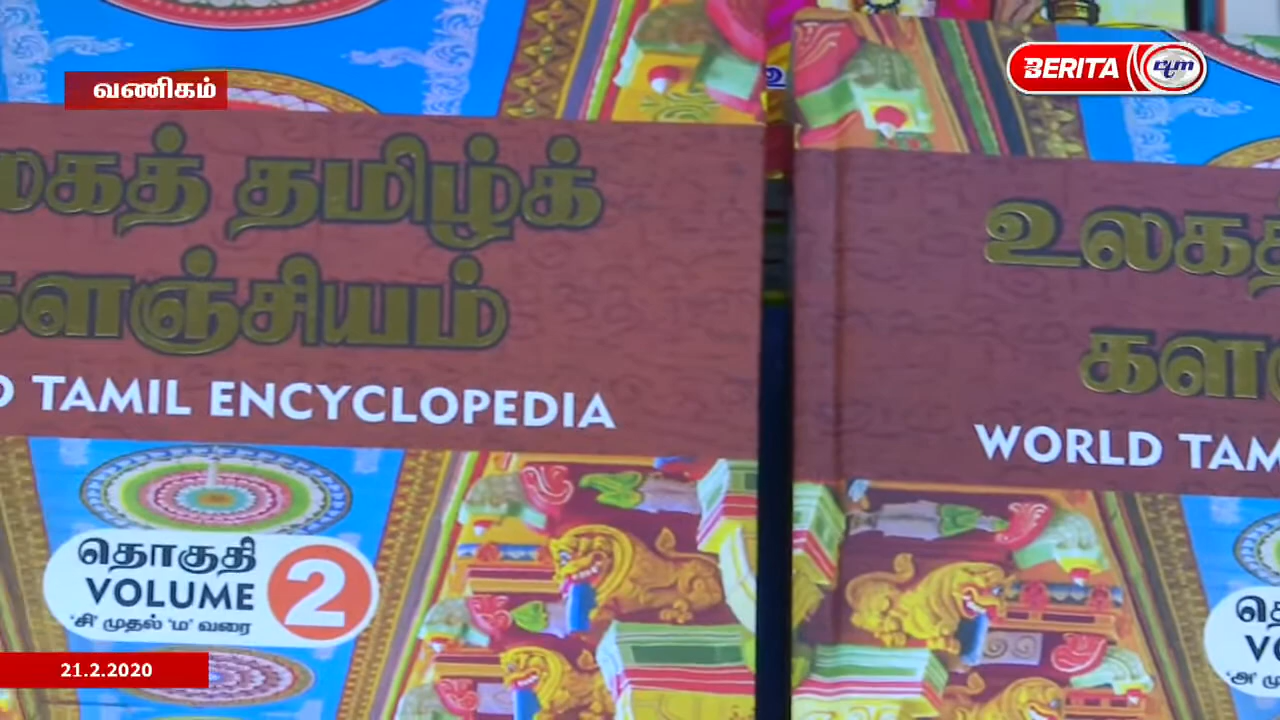 வணிகம்
BERITA
லகத் தமிழ்க்
களஞ்சியம்
D TAMIL ENCYCLOPEDIA
தொகுதி
VOLUME 2
'சி' முதல் 'ம' வரை
உலகத
கள
WORLD TAM
21.2.2020